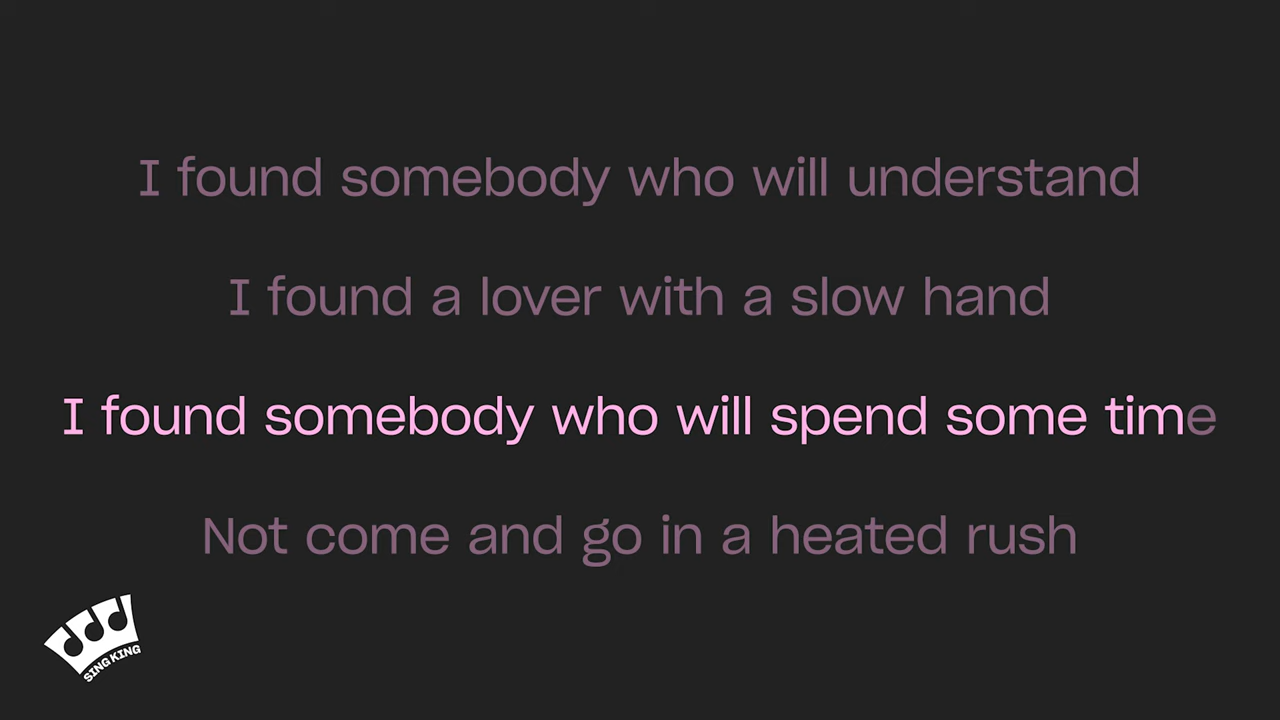 I found somebody who will understand
I found a lover with a slow hand
I found somebody who will spend some time
Not come and go in a heated rush
SING KING